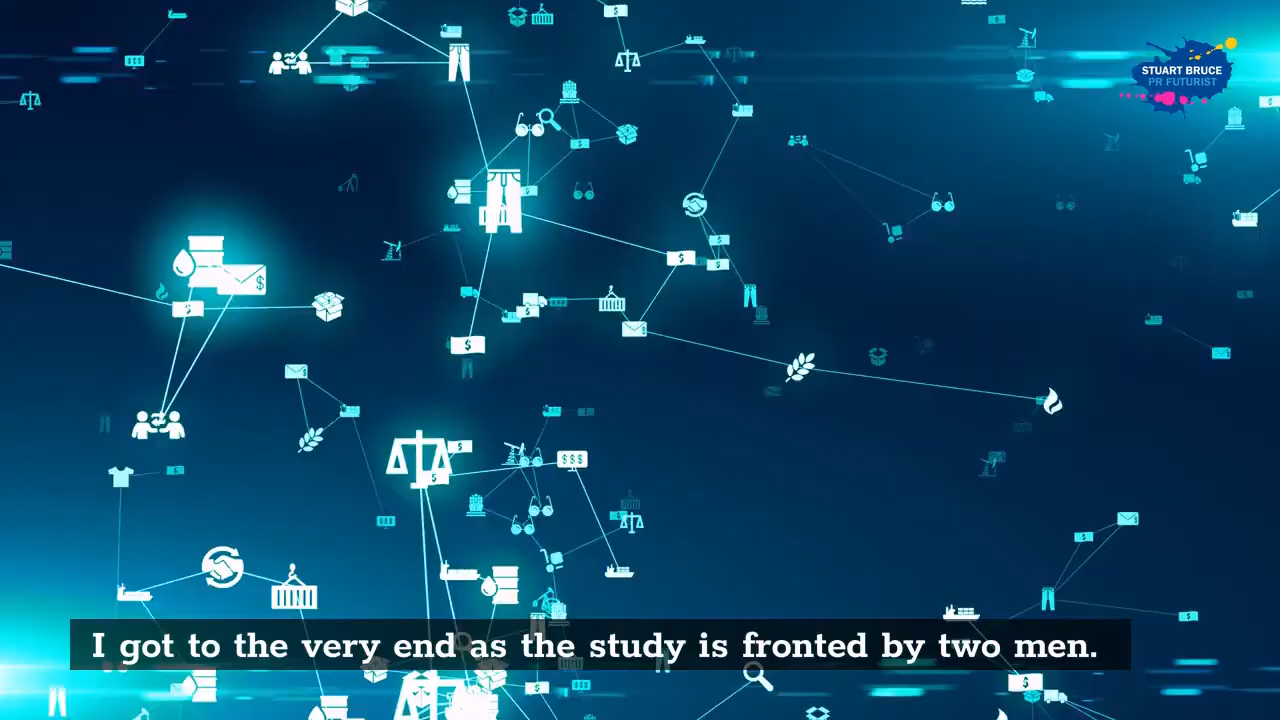 STUART BRUCE
PR FUTURIST
I got to the very end as the study is fronted by two men.